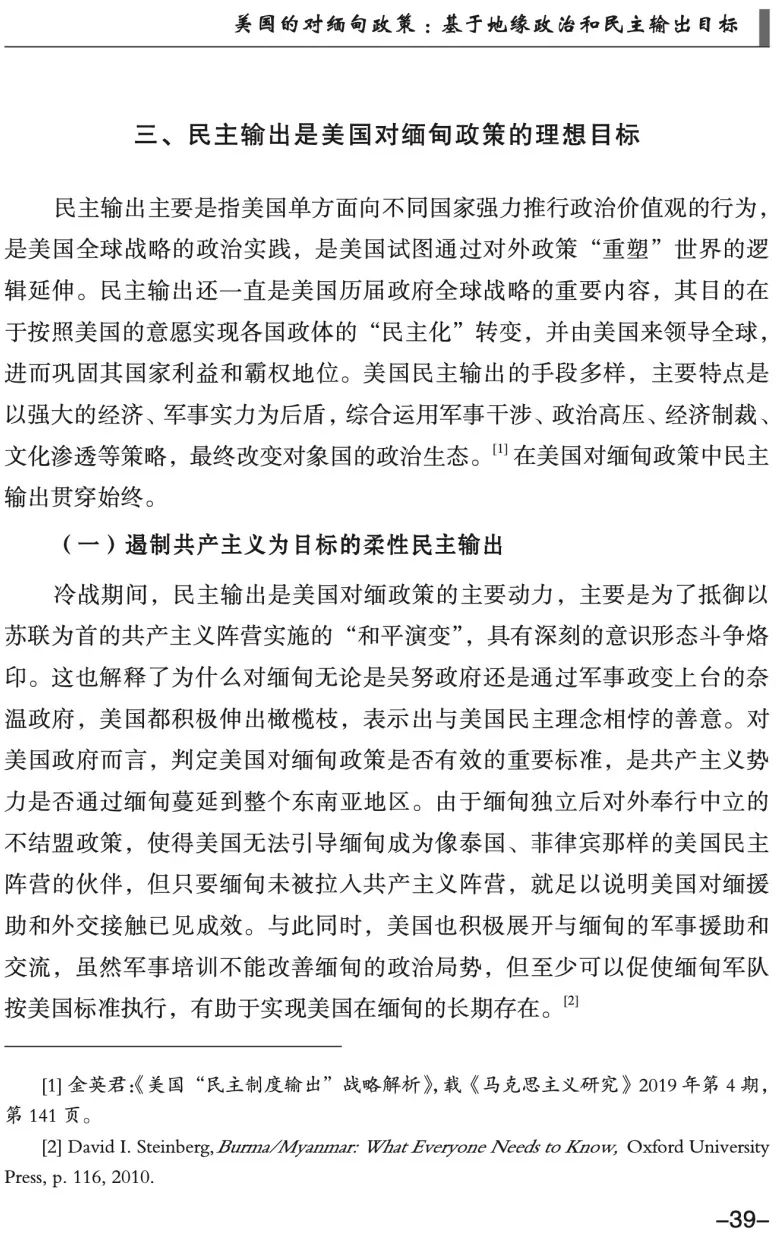 美国的对缅甸政策：基于地缘政治和民主输出目标
三、民主输出是美国对缅甸政策的理想目标
民主输出主要是指美国单方面向不同国家强力推行政治价值观的行为，
是美国全球战略的政治实践，是美国试图通过对外政策“重塑”世界的逻
辑延伸。民主输出还一直是美国历届政府全球战略的重要内容，其目的在
于按照美国的意愿实现各国政体的“民主化”转变，并由美国来领导全球，
进而巩固其国家利益和霸权地位。美国民主输出的手段多样，主要特点是
以强大的经济、军事实力为后盾，综合运用军事干涉、政治高压、经济制裁、
文化渗透等策略，最终改变对象国的政治生态。[1] 在美国对缅甸政策中民主
输出贯穿始终。
（一）遏制共产主义为目标的柔性民主输出
冷战期间，民主输出是美国对缅政策的主要动力，主要是为了抵御以
苏联为首的共产主义阵营实施的“和平演变”，具有深刻的意识形态斗争烙
印。这也解释了为什么对缅甸无论是吴努政府还是通过军事政变上台的奈
温政府，美国都积极伸出橄榄枝，表示出与美国民主理念相悖的善意。对
美国政府而言，判定美国对缅甸政策是否有效的重要标准，是共产主义势
力是否通过缅甸蔓延到整个东南亚地区。由于缅甸独立后对外奉行中立的
不结盟政策，使得美国无法引导缅甸成为像泰国、菲律宾那样的美国民主
阵营的伙伴，但只要缅甸未被拉入共产主义阵营，就足以说明美国对缅援
助和外交接触已见成效。与此同时，美国也积极展开与缅甸的军事援助和
交流，虽然军事培训不能改善缅甸的政治局势，但至少可以促使缅甸军队
按美国标准执行，有助于实现美国在缅甸的长期存在。[2]
[1] 金英君：《美国“民主制度输出”战略解析》，载《马克思主义研究》2019 年第 4 期，
第 141 页。
[2] David I. Steinberg, Burma/Myanmar: What Everyone Needs to Know, Oxford University
Press, p. 116, 2010.
–39–